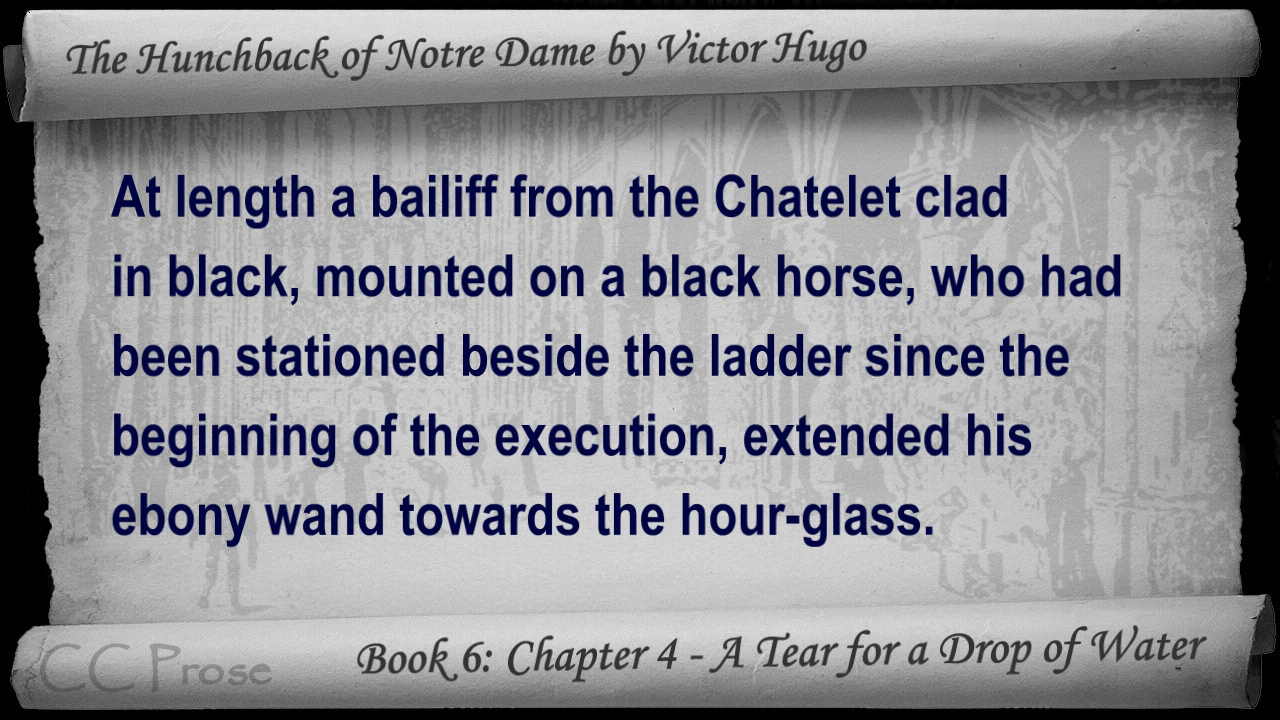 The Hunchback of Notre Dame by Victor Hugo
At length a bailiff from the Chatelet clad
in black, mounted on a black horse, who had
been stationed beside the ladder since the
beginning of the execution, extended his
ebony wand towards the hour-glass.
CC Prose
Book 6: Chapter 4 - A Tear for a Drop of Water